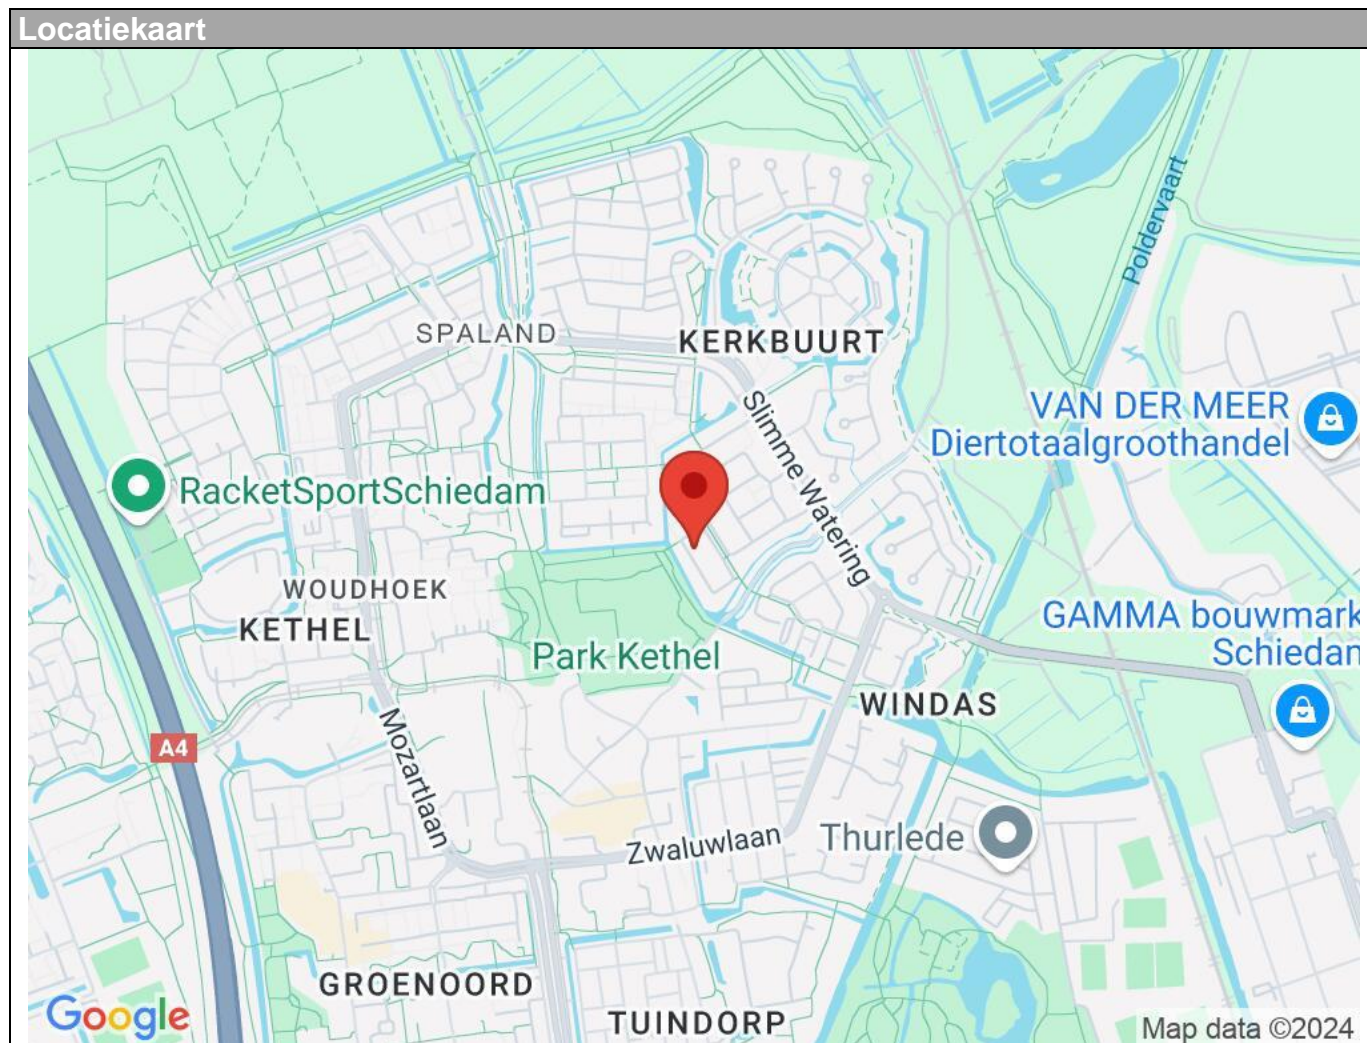 Locatiekaart
Poldervaart
SPALAND
KERKBUURT
Slimme Watering
VAN DER MEER
Diertotaalgroothandel
RacketSportSchiedam
WOUDHOEK
KETHEL
Park Kethel
GAMMA bouwmark
Schiedan
WINDAS
A4
Mozartlaan
Zwaluwlaan
Thurlede
GROENOORD
TUINDORP
Google
Map data ©2024